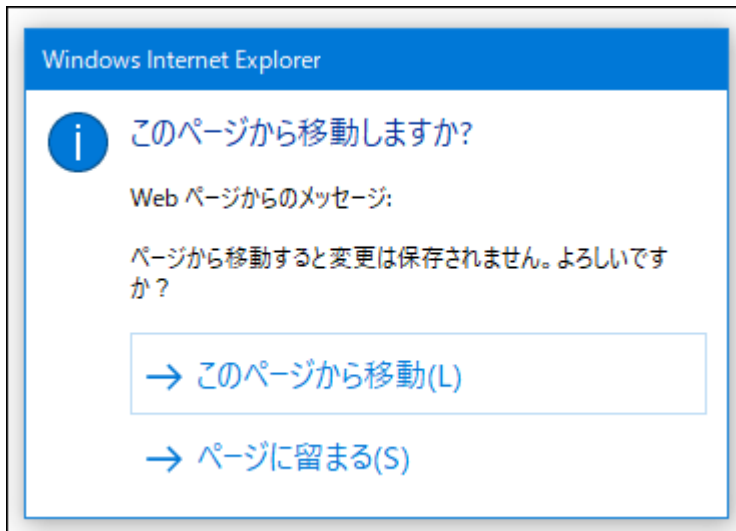 Windows Internet Explorer
このページから移動しますか?
Web ページからのメッセージ:
ページから移動すると変更は保存されません。よろしいです
か？
→ このページから移動(L)
→ ページに留まる(S)